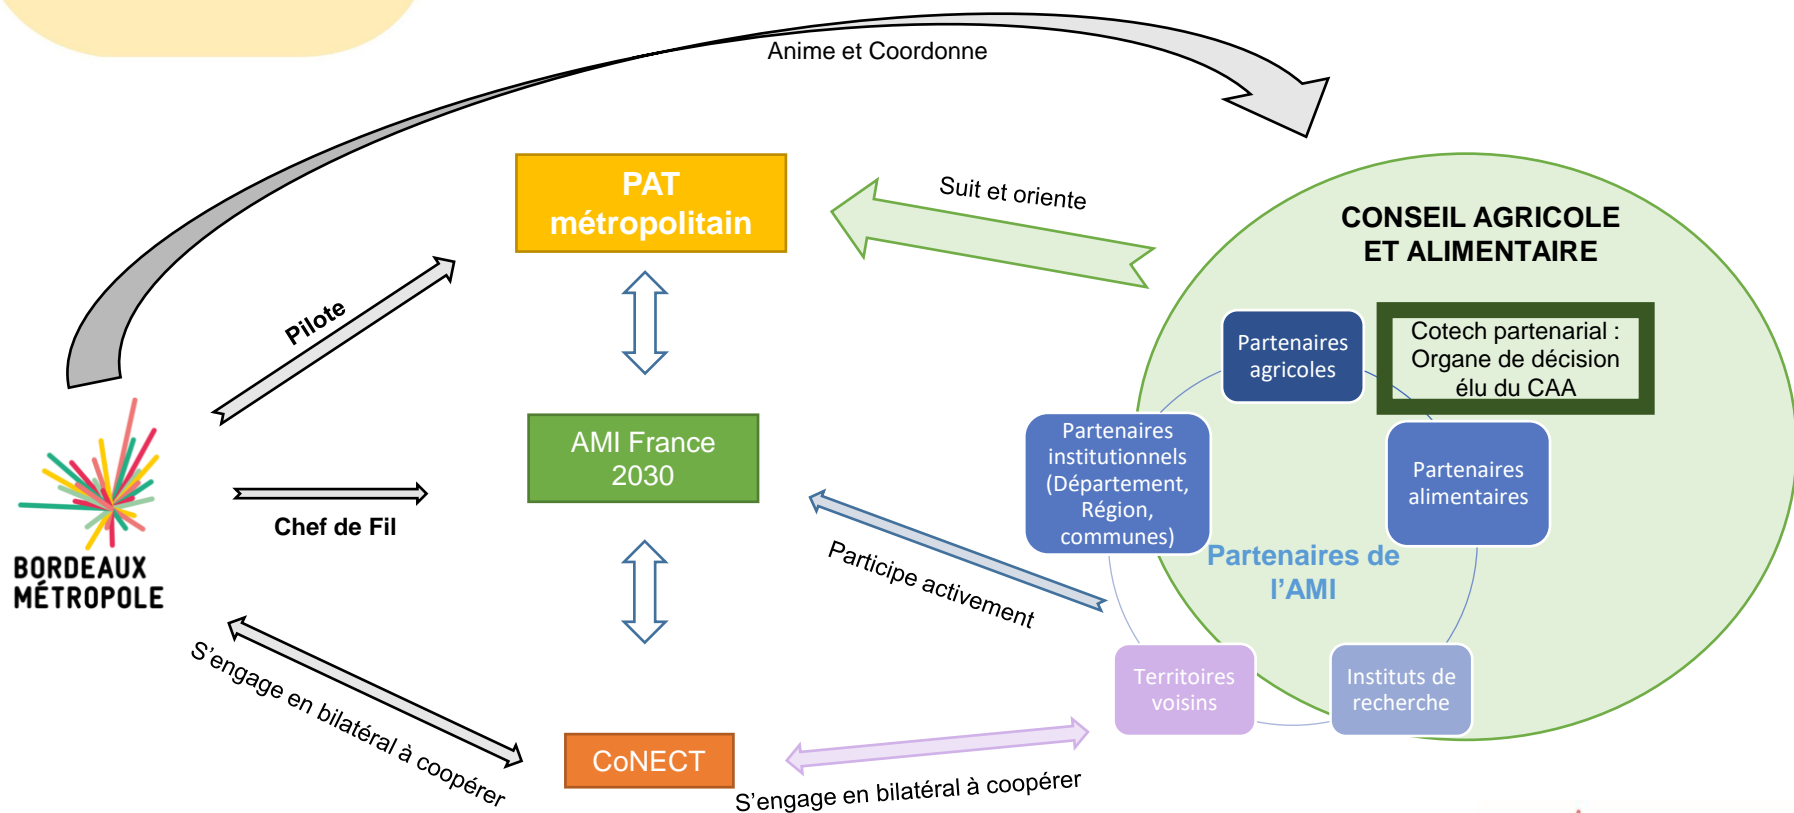 Anime et Coordonne
PAT
métropolitain
Suit et oriente
CONSEIL AGRICOLE
ET ALIMENTAIRE
Pilote
Partenaires
agricoles
Cotech partenarial :
Organe de décision
élu du CAA
AMI France
2030
Partenaires
institutionnels
(Département,
Région,
communes)
Partenaires
alimentaires
Chef de Fil
BORDEAUX
MÉTROPOLE
Participe activement
Partenaires de
l’AMI
S’engage en bilatéral à coopérer
Territoires
voisins
Instituts de
recherche
CoNECT
S’engage en bilatéral à coopérer